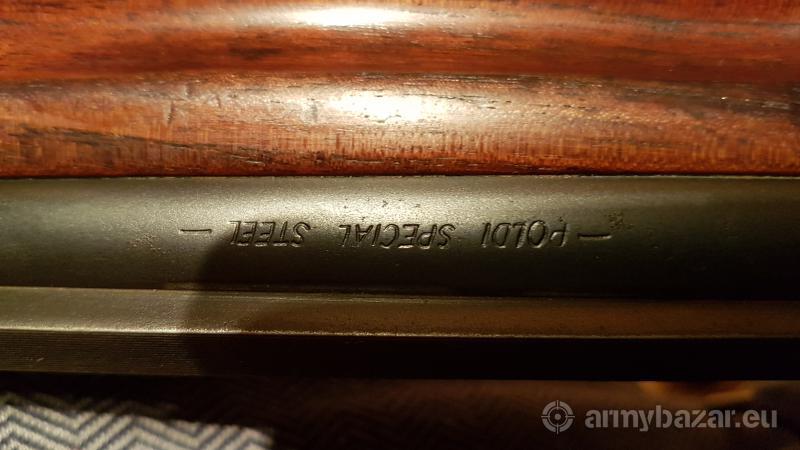 — POLDI SPECIAL STEEL —
armybazar.eu